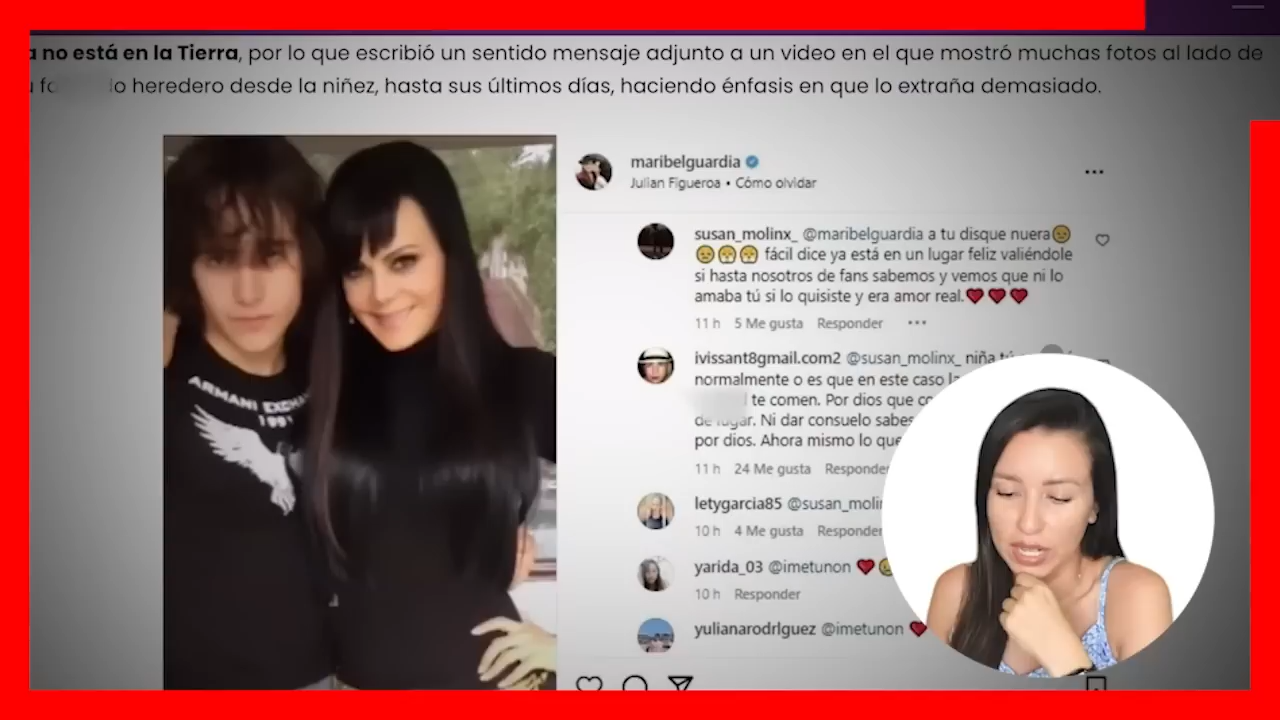 a no está en la Tierra, por lo que escribió un sentido mensaje adjunto a un video en el que mostró muchas fotos al lado de
lo heredero desde la niñez, hasta sus últimos días, haciendo énfasis en que lo extraña demasiado.
maribelguardia
Julian Figueroa • Cómo olvidar
susan_molinx_ @maribelguardia a tu disque nuera😣
😣😤😤 fácil dice ya está en un lugar feliz valiéndole
si hasta nosotros de fans sabemos y vemos que ni lo
amaba tú si lo quisiste y era amor real.❤️❤️❤️
11 h 5 Me gusta Responder ...
ivissant8gmail.com2 @susan_molinx_ niña
normalmente o es que en este caso
te comen. Por dios que
de lugar. Ni dar consuelo
por dios. Ahora mismo lo que
11 h 24 Me gusta Responder
letygarcia85 @susan_molin
10 h 4 Me gusta Responder
yarida_03 @imetunon ❤️
10 h Responder
yulianarodrlguez @imetunon ❤️
ARMANI EXCHA
1991